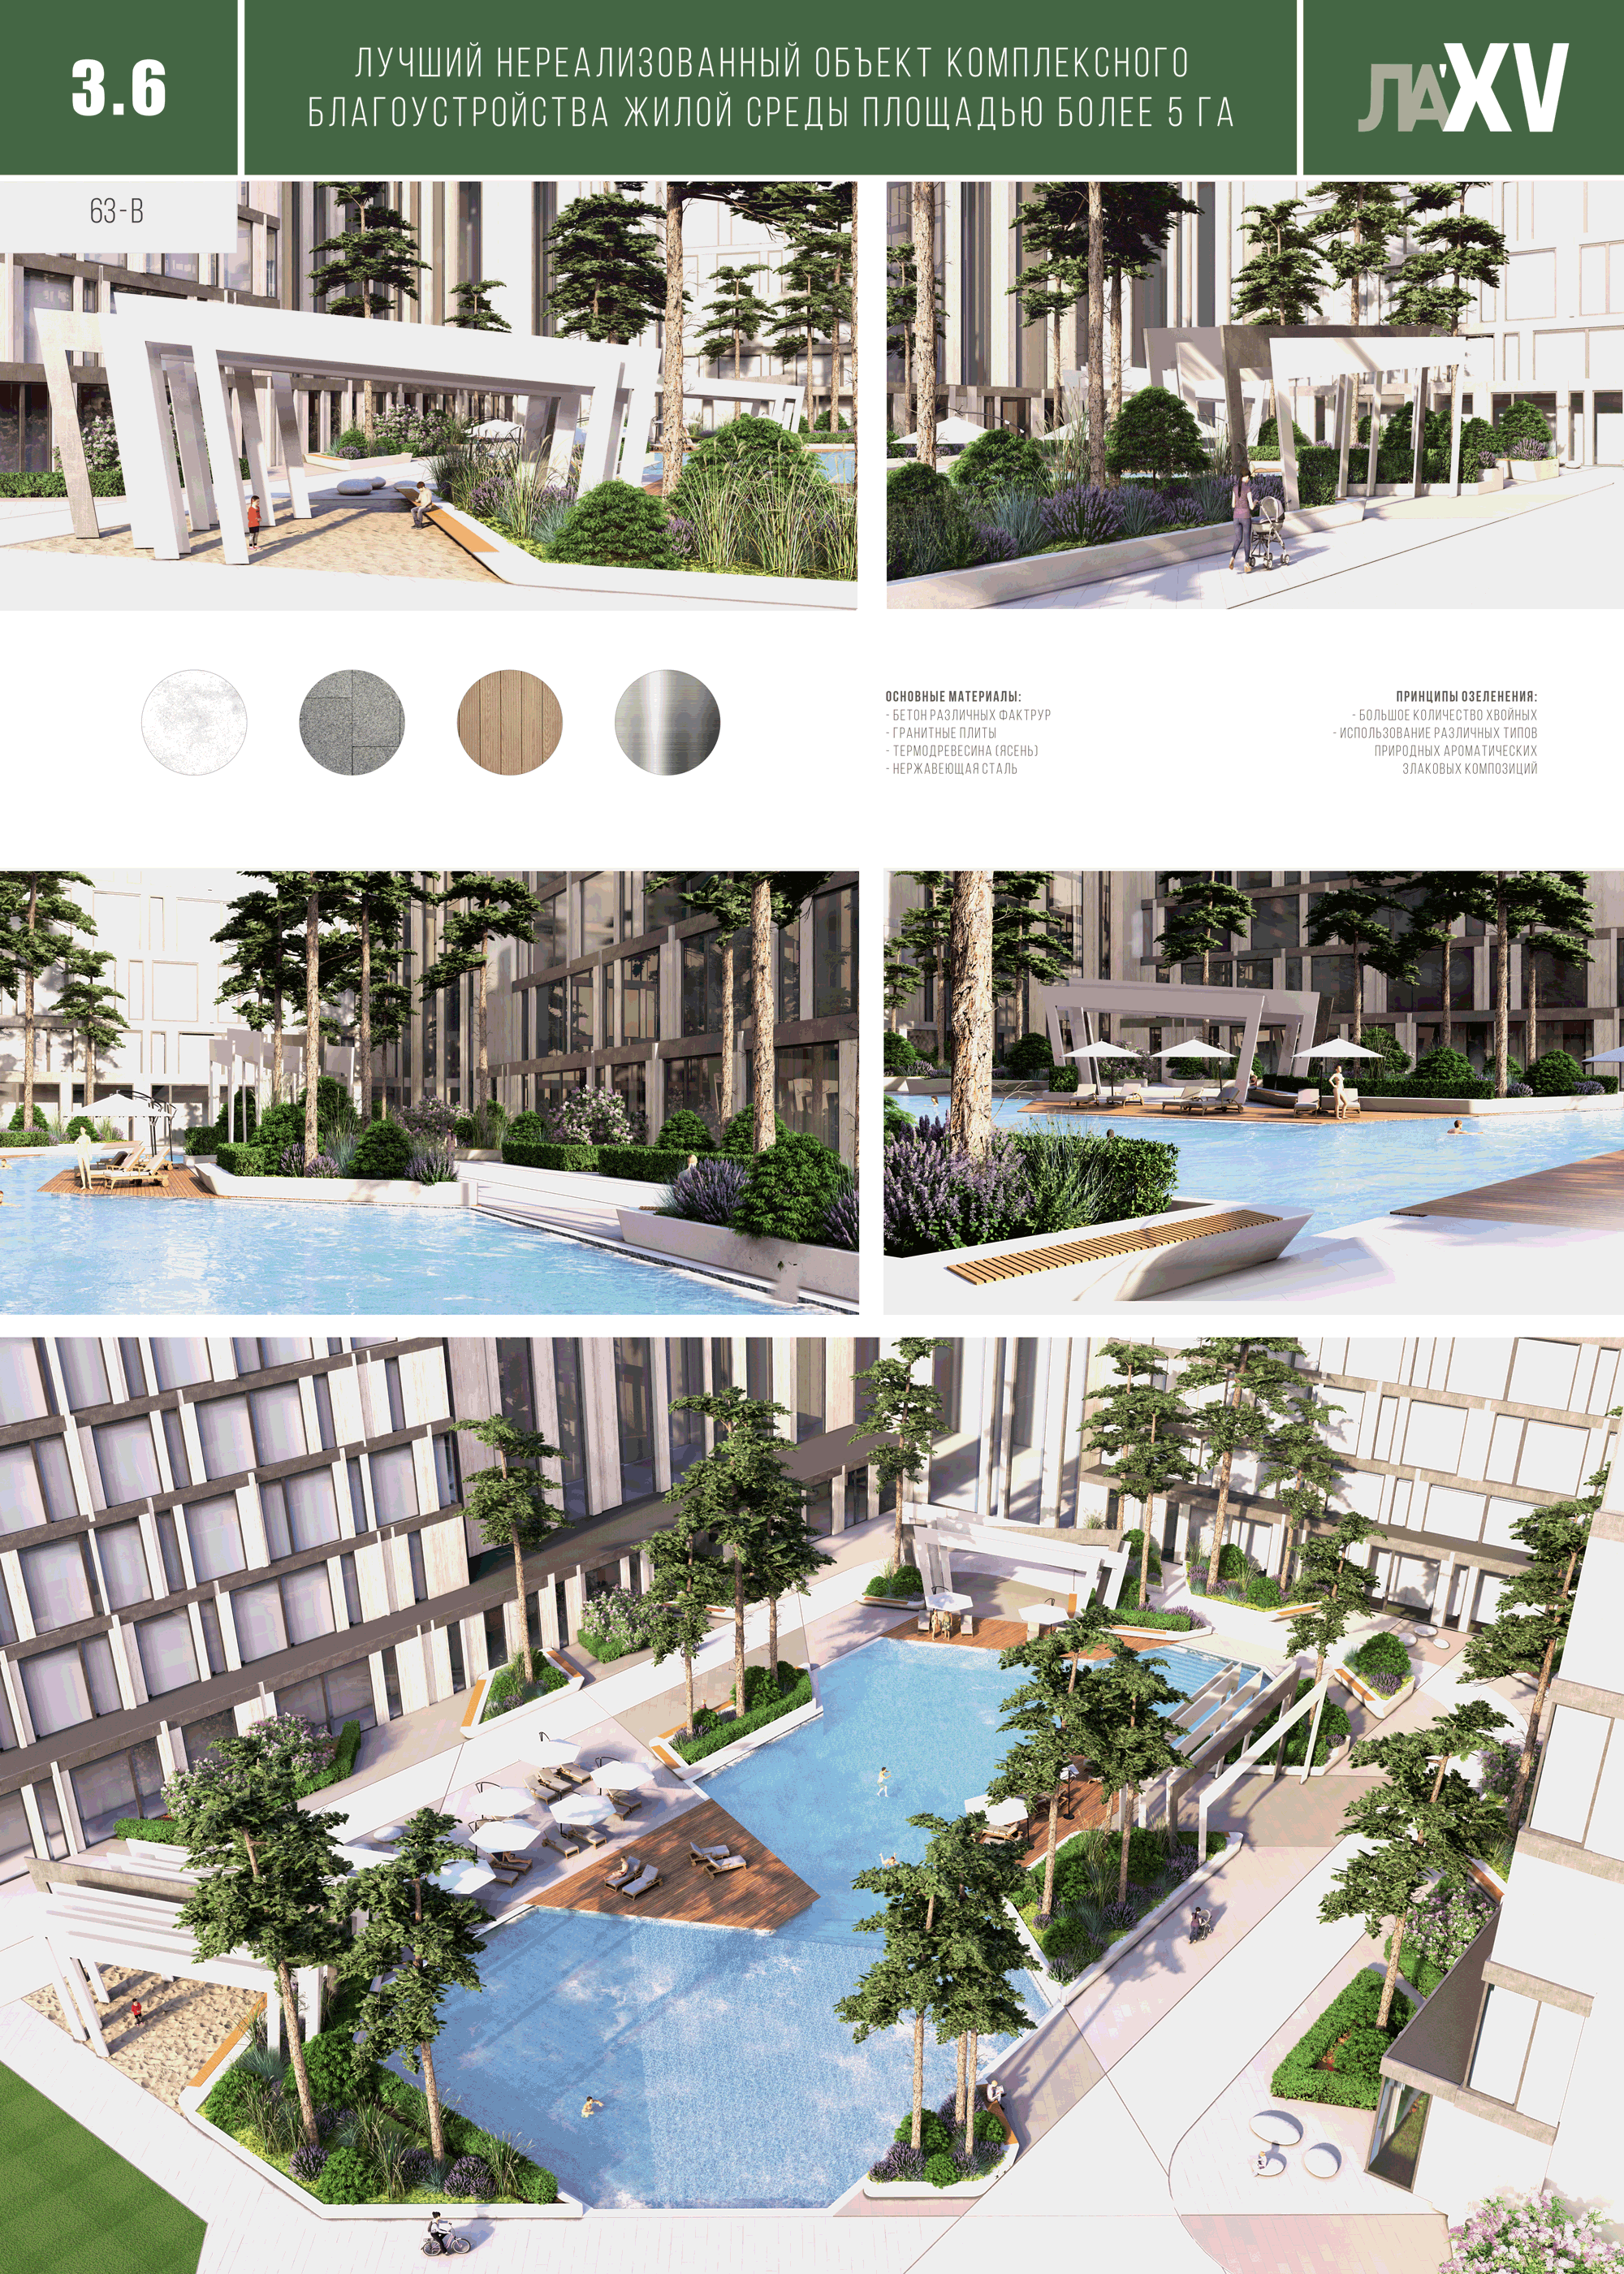 3.6
ЛУЧШИЙ НЕРЕАЛИЗОВАННЫЙ ОБЪЕКТ КОМПЛЕКСНОГО
БЛАГОУСТРОЙСТВА ЖИЛОЙ СРЕДЫ ПЛОЩАДЬЮ БОЛЕЕ 5 ГА
ЛА'XV
63-В
ОСНОВНЫЕ МАТЕРИАЛЫ:
- БЕТОН РАЗЛИЧНЫХ ФАКТРУР
- ГРАНИТНЫЕ ПЛИТЫ
- ТЕРМОДРЕВЕСИНА (ЯСЕНЬ)
- НЕРЖАВЕЮЩАЯ СТАЛЬ
ПРИНЦИПЫ ОЗЕЛЕНЕНИЯ:
- БОЛЬШОЕ КОЛИЧЕСТВО ХВОЙНЫХ
- ИСПОЛЬЗОВАНИЕ РАЗЛИЧНЫХ ТИПОВ
ПРИРОДНЫХ АРОМАТИЧЕСКИХ
ЗЛАКОВЫХ КОМПОЗИЦИЙ